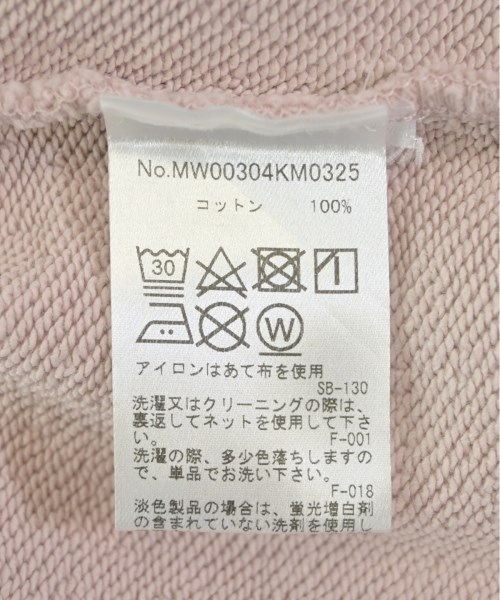 No.MW00304KM0325
コットン 100%
30
W
アイロンはあて布を使用
SB-130
洗濯又はクリーニングの際は、
裏返してネットを使用して下さ
い。 F-001
洗濯の際、多少色落ちしますの
で、単品でお洗い下さい。
F-018
淡色製品の場合は、蛍光増白剤
の含まれていない洗剤を使用し